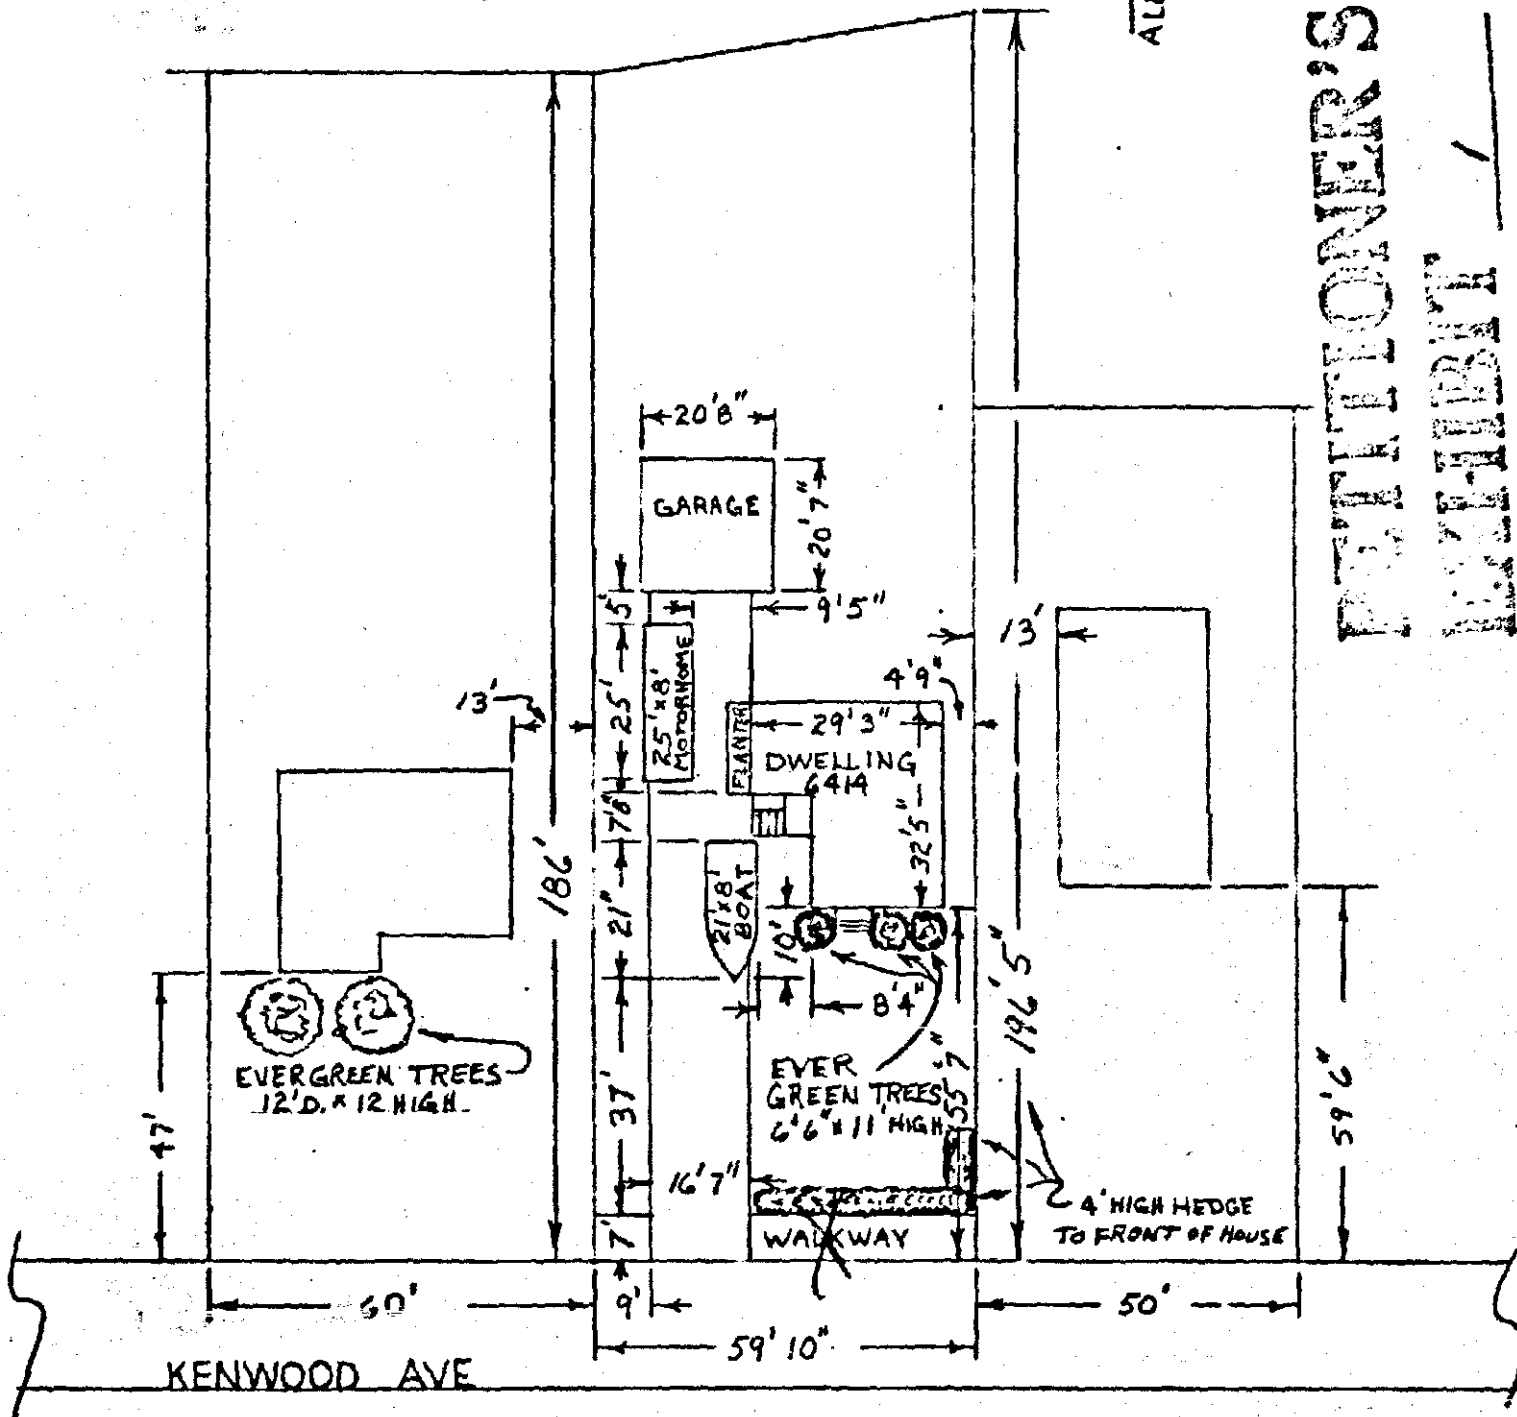 PETITIONER'S
EXHIBIT 1
20'8"
GARAGE
20'7"
5'
9'5"
13'
25'
25'x8'
MOTORHOME
4'9"
13'
PLANTER
29'3"
DWELLING
6414
32'5"
7'6"
186'
21"
21'x8'
BOAT
10'
8'4"
196'5"
EVERGREEN TREES
12'D. x 12 HIGH
47'
37'
EVER
GREEN TREES
6'6" x 11' HIGH
55'7"
59'6"
16'7"
4' HIGH HEDGE
TO FRONT OF HOUSE
7'
WALKWAY
60'
9'
50'
59'10"
KENWOOD AVE